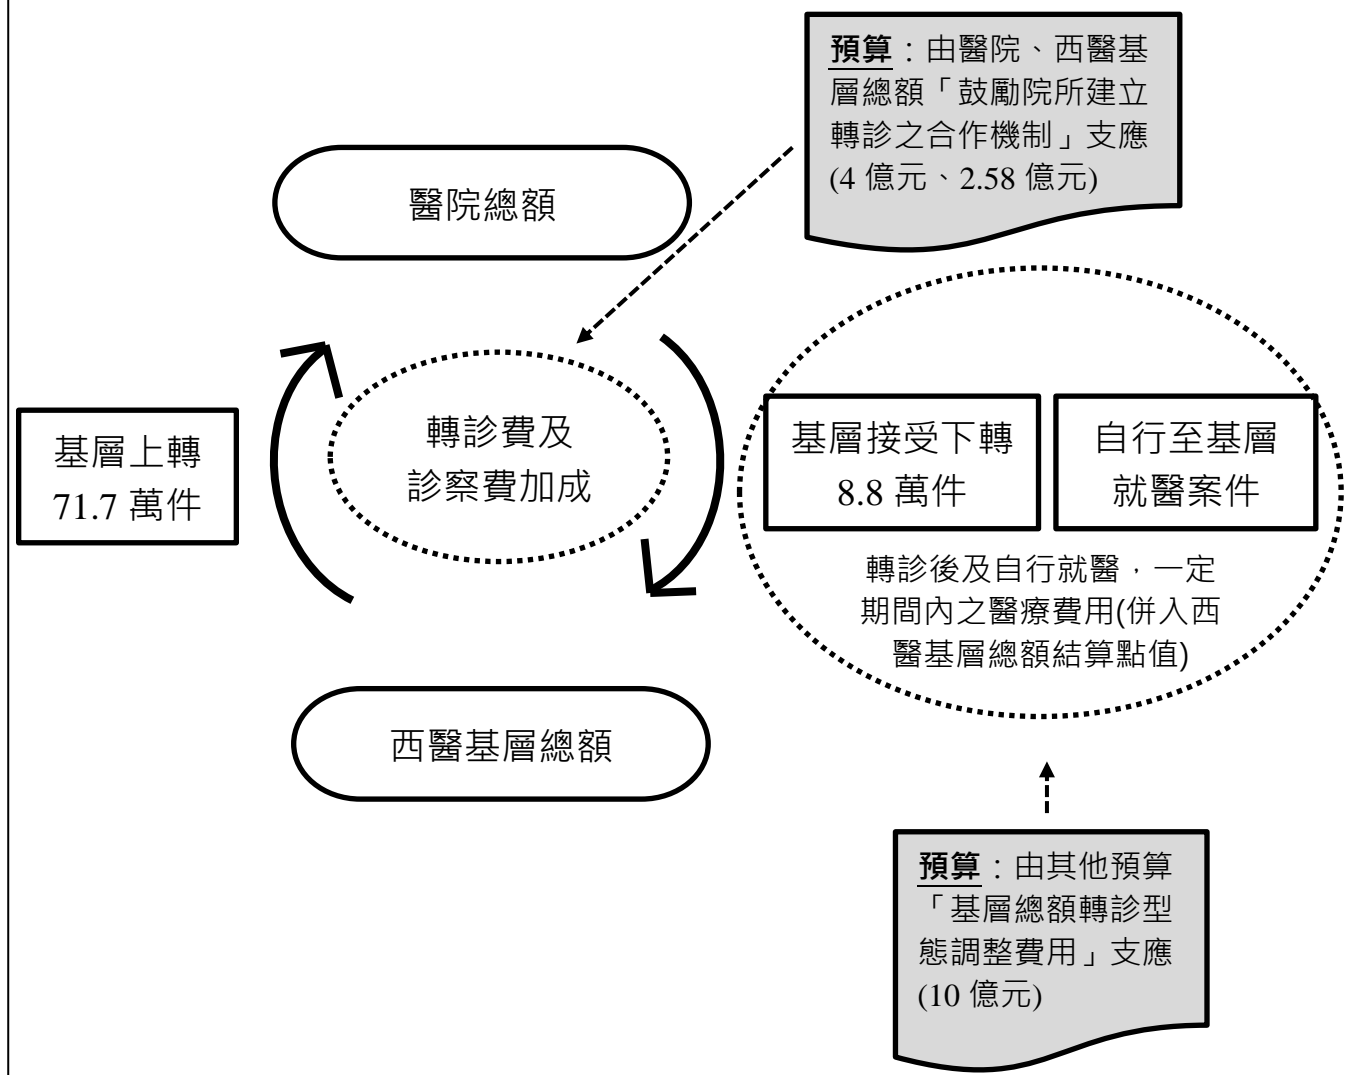 預算：由醫院、西醫基
層總額「鼓勵院所建立
轉診之合作機制」支應
(4 億元、2.58 億元)
醫院總額
轉診費及
診察費加成
基層上轉
71.7 萬件
基層接受下轉
8.8 萬件
自行至基層
就醫案件
轉診後及自行就醫，一定
期間內之醫療費用(併入西
醫基層總額結算點值)
西醫基層總額
預算：由其他預算
「基層總額轉診型
態調整費用」支應
(10 億元)